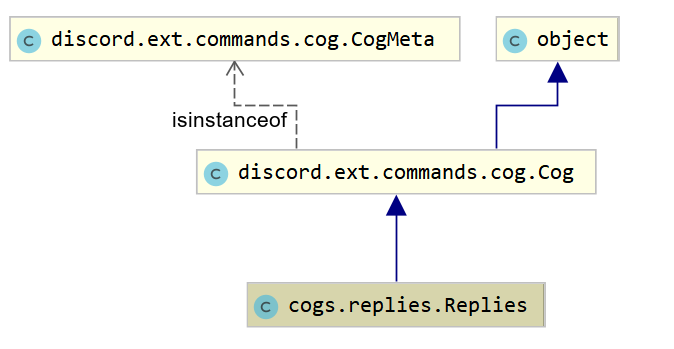 C discord.ext.commands.cog.CogMeta
C object
isinstanceof
C discord.ext.commands.cog.Cog
C cogs.replies.Replies